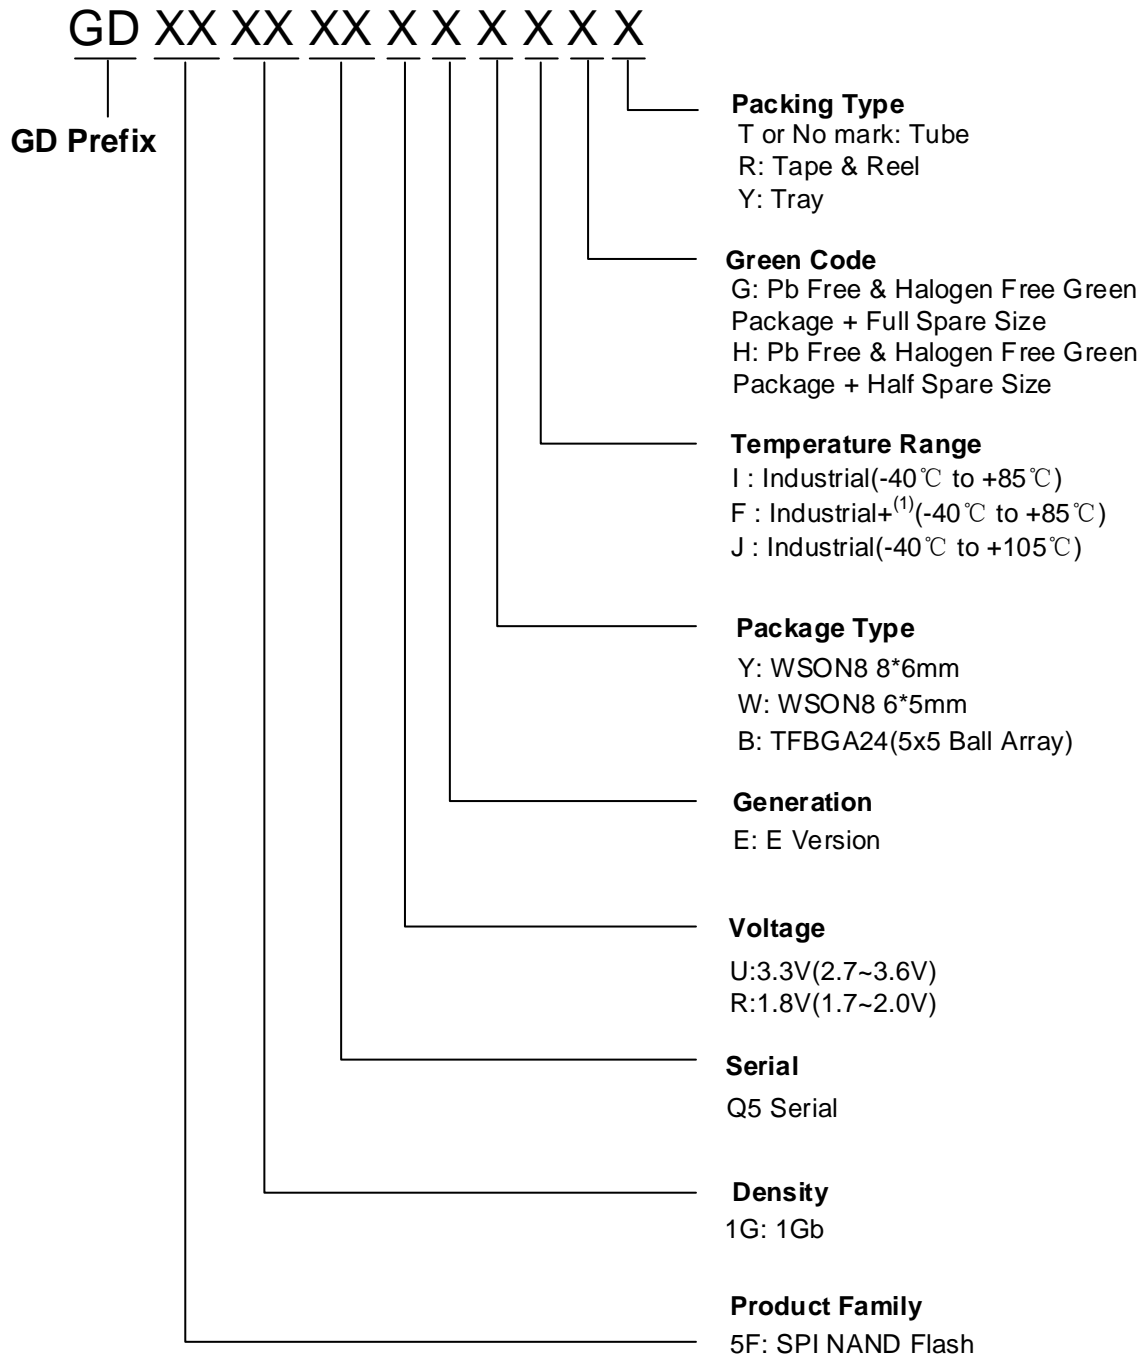 GD XX XX XX X X X X X X
GD Prefix
Packing Type
T or No mark: Tube
R: Tape & Reel
Y: Tray
Green Code
G: Pb Free & Halogen Free Green
Package + Full Spare Size
H: Pb Free & Halogen Free Green
Package + Half Spare Size
Temperature Range
I : Industrial(-40℃ to +85℃)
F : Industrial+(1)(-40℃ to +85℃)
J : Industrial(-40℃ to +105℃)
Package Type
Y: WSON8 8*6mm
W: WSON8 6*5mm
B: TFBGA24(5x5 Ball Array)
Generation
E: E Version
Voltage
U:3.3V(2.7~3.6V)
R:1.8V(1.7~2.0V)
Serial
Q5 Serial
Density
1G: 1Gb
Product Family
5F: SPI NAND Flash